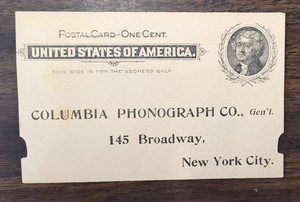 POSTAL CARD - ONE CENT.
UNITED STATES OF AMERICA.
THIS SIDE IS FOR THE ADDRESS ONLY.
COLUMBIA PHONOGRAPH CO., Gen'l.
145 Broadway,
New York City.